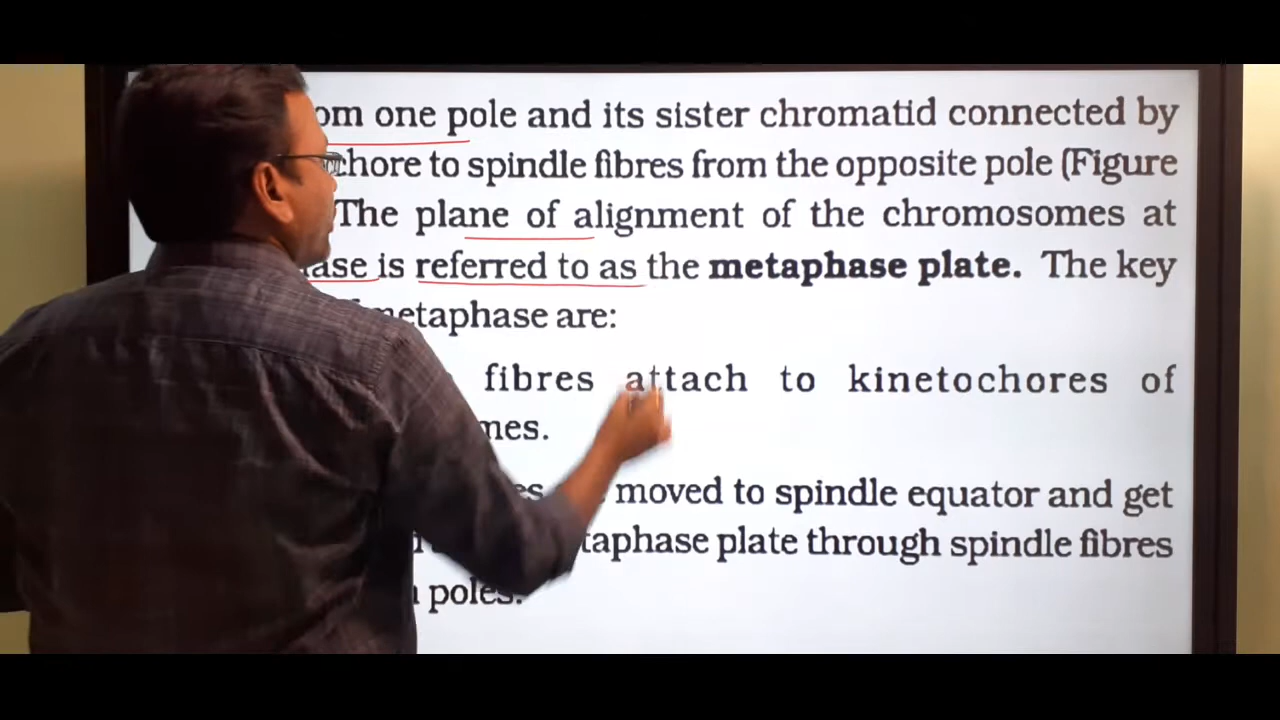 om one pole and its sister chromatid connected by
chore to spindle fibres from the opposite pole (Figure
The plane of alignment of the chromosomes at
ase is referred to as the metaphase plate. The key
metaphase are:
fibres attach to kinetochores of
mes.
moved to spindle equator and get
taphase plate through spindle fibres
poles.